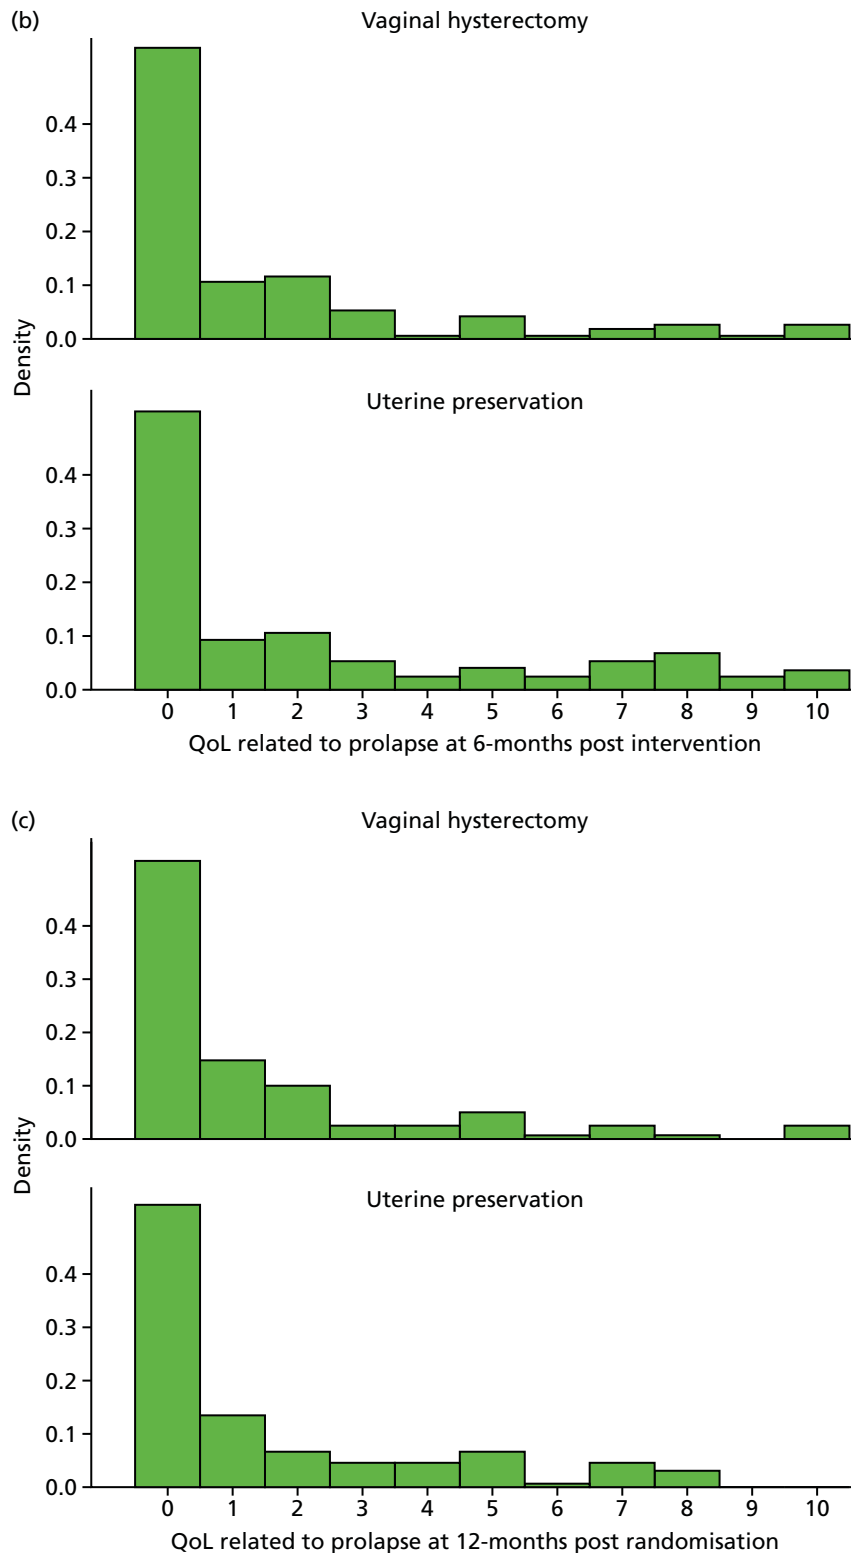 (b)
Vaginal hysterectomy
0.4
0.3
0.2
0.1
0.0
Density
Uterine preservation
0.4
0.3
0.2
0.1
0.0
0 1 2 3 4 5 6 7 8 9 10
QoL related to prolapse at 6-months post intervention
(c)
Vaginal hysterectomy
0.4
0.3
0.2
0.1
0.0
Density
Uterine preservation
0.4
0.3
0.2
0.1
0.0
0 1 2 3 4 5 6 7 8 9 10
QoL related to prolapse at 12-months post randomisation